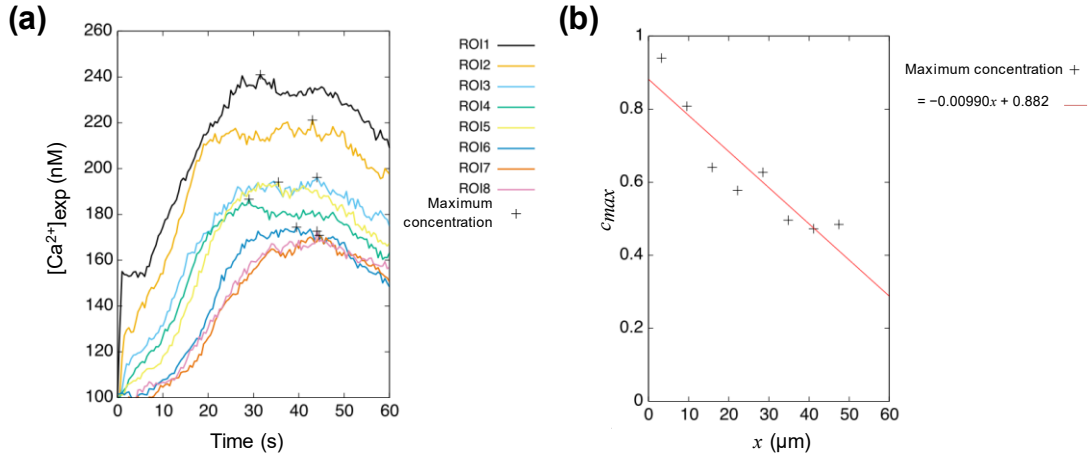 (a)
260
240
220
200
180
160
140
120
100
0
10
20
30
40
50
60
[Ca²⁺]exp (nM)
Time (s)
ROI1
ROI2
ROI3
ROI4
ROI5
ROI6
ROI7
ROI8
Maximum
concentration
(b)
1
0.8
0.6
0.4
0.2
0
0
10
20
30
40
50
60
cmax
x (µm)
Maximum concentration
= −0.00990x + 0.882